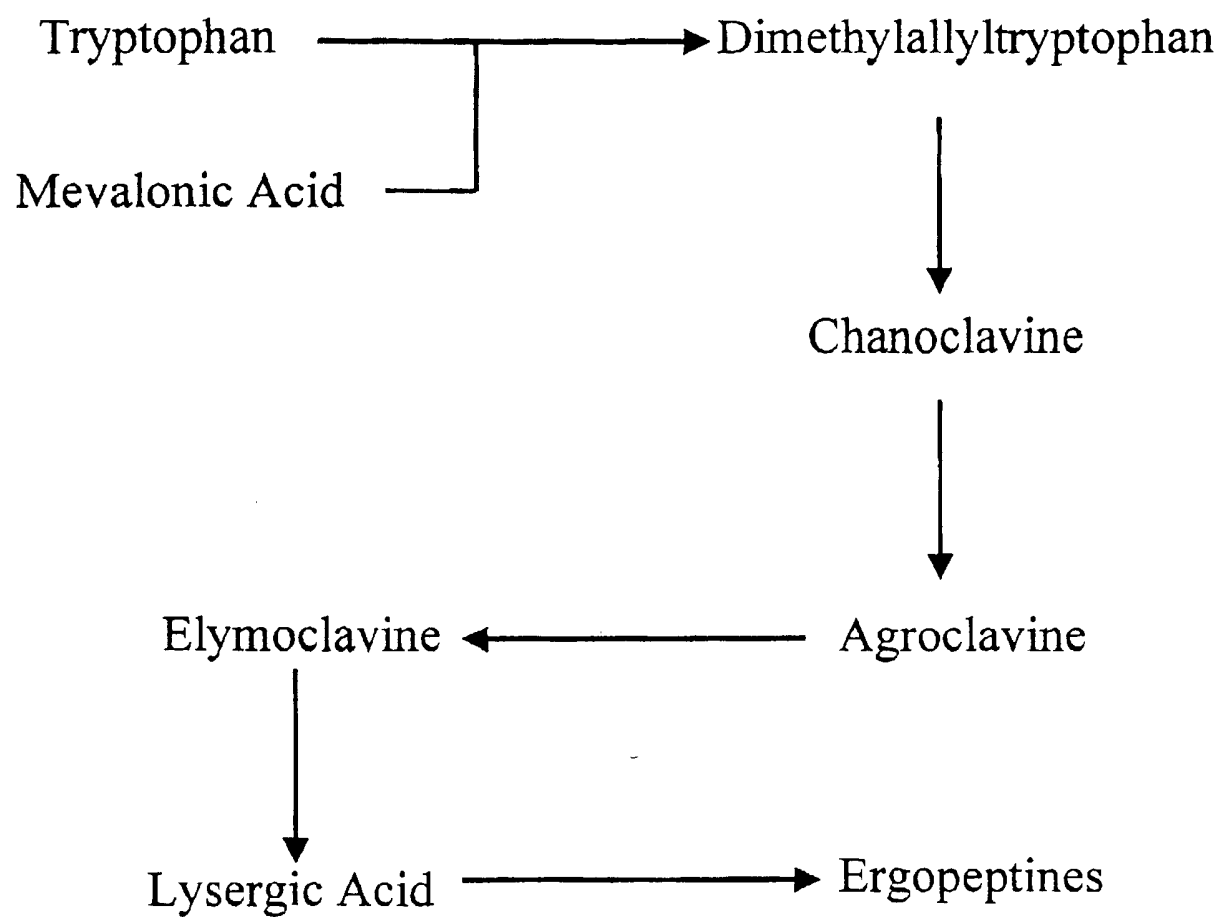 Tryptophan
Dimethylallyltryptophan
Mevalonic Acid
Chanoclavine
Agroclavine
Elymoclavine
Lysergic Acid
Ergopeptines